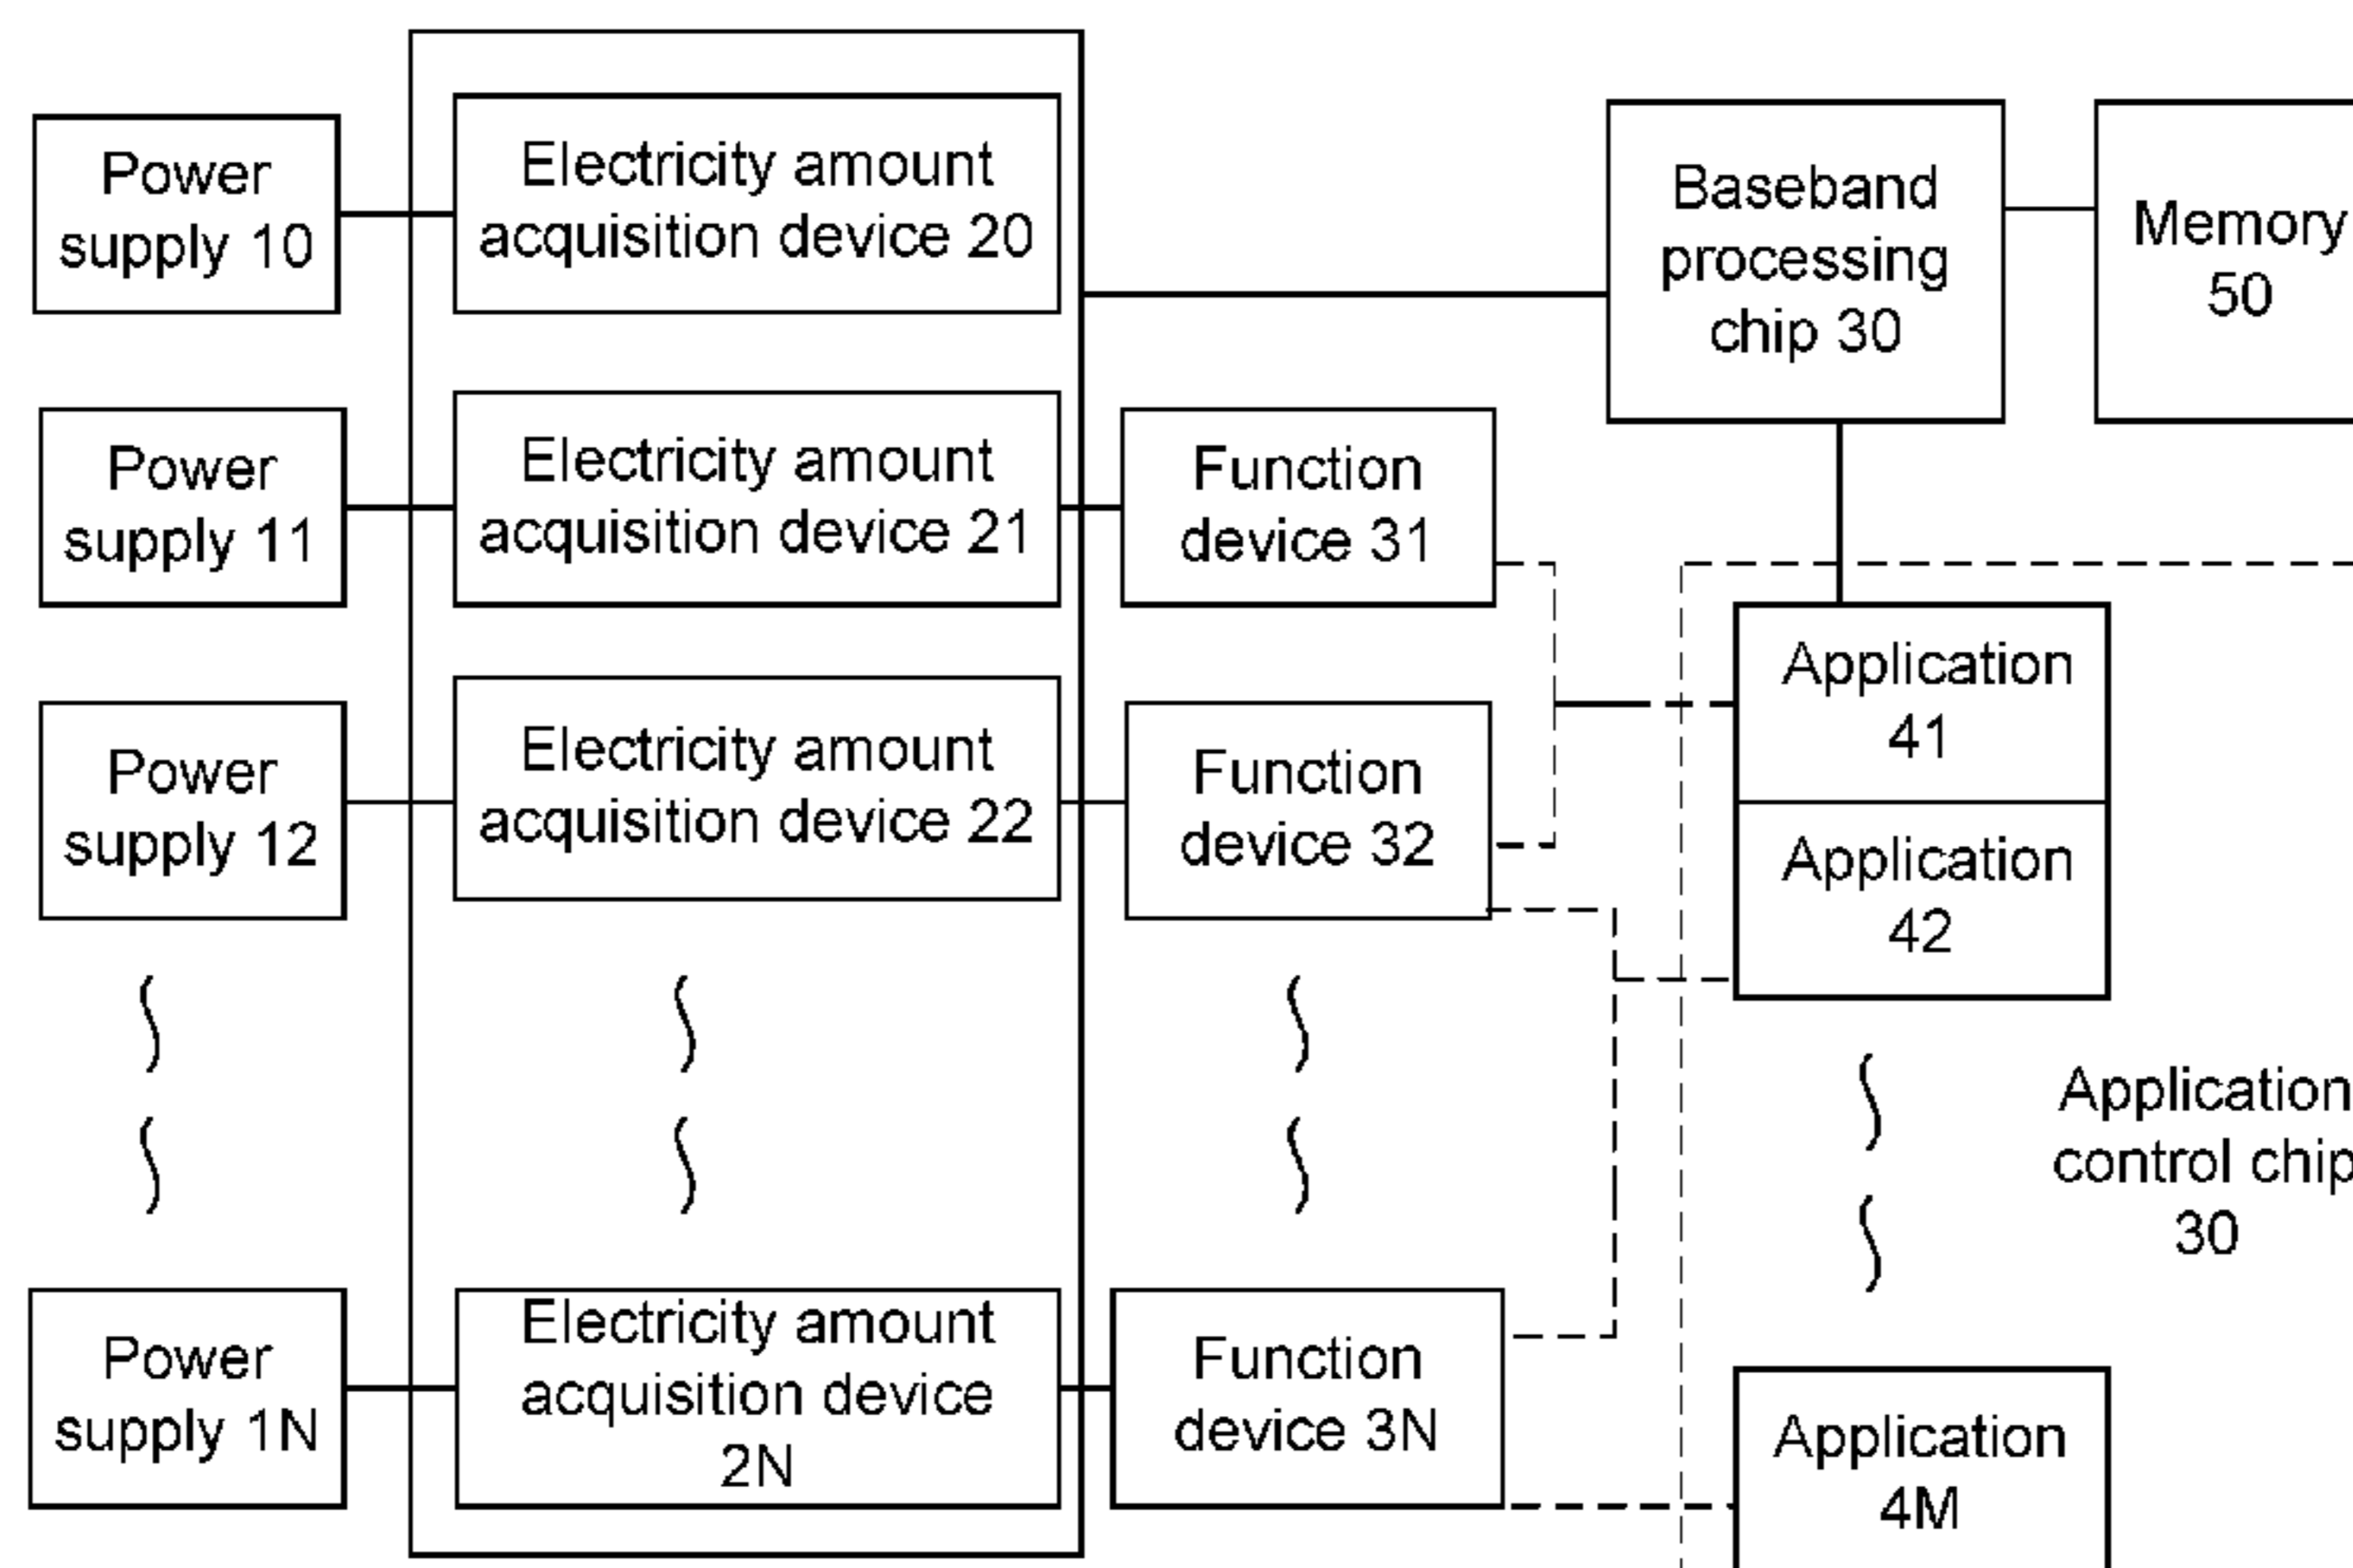 Power
supply 10
Electricity amount
acquisition device 20
Baseband
processing
chip 30
Memory
50
Power
supply 11
Electricity amount
acquisition device 21
Function
device 31
Application
41
Power
supply 12
Electricity amount
acquisition device 22
Function
device 32
Application
42
Application
control chip
30
Power
supply 1N
Electricity amount
acquisition device
2N
Function
device 3N
Application
4M